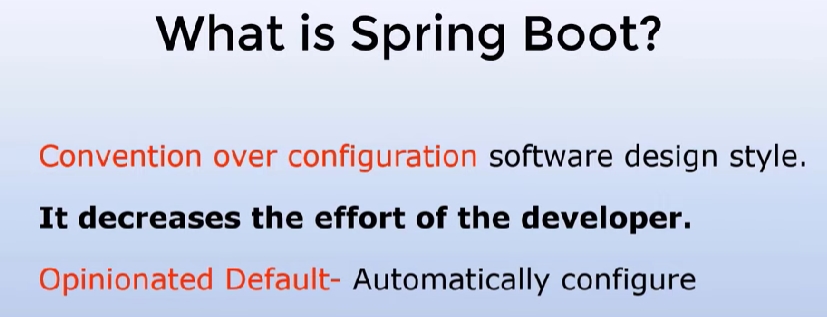 What is Spring Boot?
Convention over configuration software design style.
It decreases the effort of the developer.
Opinionated Default- Automatically configure